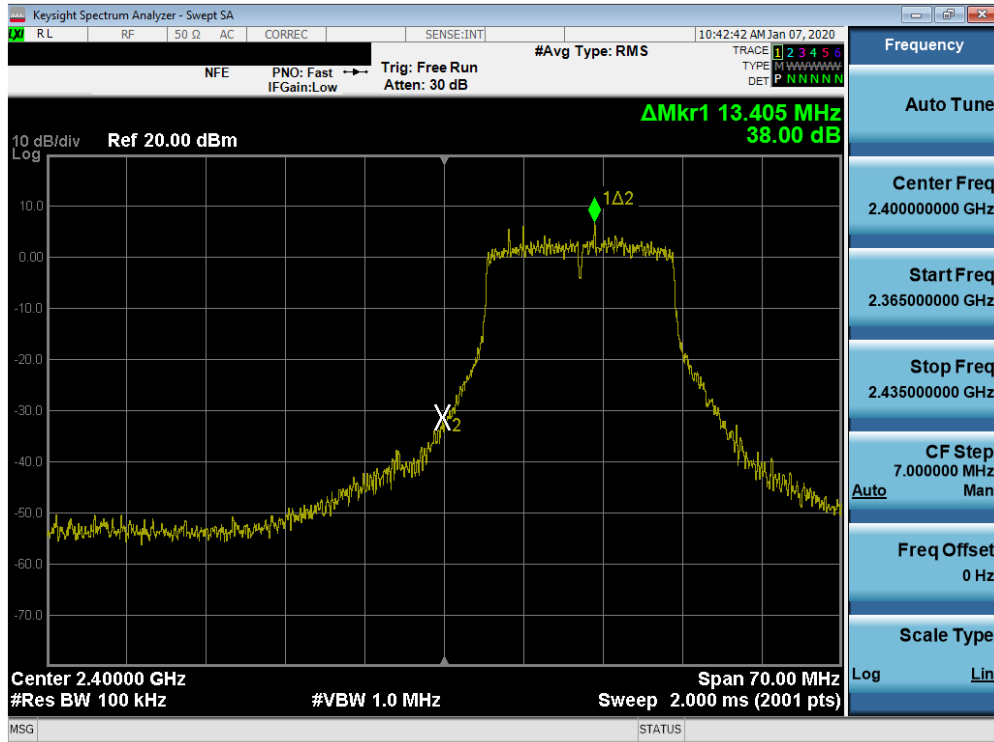 Keysight Spectrum Analyzer - Swept SA
LXI RL RF 50 Ω AC CORREC SENSE:INT 10:42:42 AM Jan 07, 2020
#Avg Type: RMS TRACE 1 2 3 4 5 6
NFE PNO: Fast Trig: Free Run TYPE M WWWWW
IFGain:Low Atten: 30 dB DET P N N N N N
ΔMkr1 13.405 MHz
38.00 dB
10 dB/div Ref 20.00 dBm
Log
10.0
0.00
-10.0
-20.0
-30.0
-40.0
-50.0
-60.0
-70.0
1Δ2
X2
Center 2.40000 GHz Span 70.00 MHz
#Res BW 100 kHz #VBW 1.0 MHz Sweep 2.000 ms (2001 pts)
MSG STATUS
Frequency
Auto Tune
Center Freq
2.400000000 GHz
Start Freq
2.365000000 GHz
Stop Freq
2.435000000 GHz
CF Step
7.000000 MHz
Auto Man
Freq Offset
0 Hz
Scale Type
Log Lin